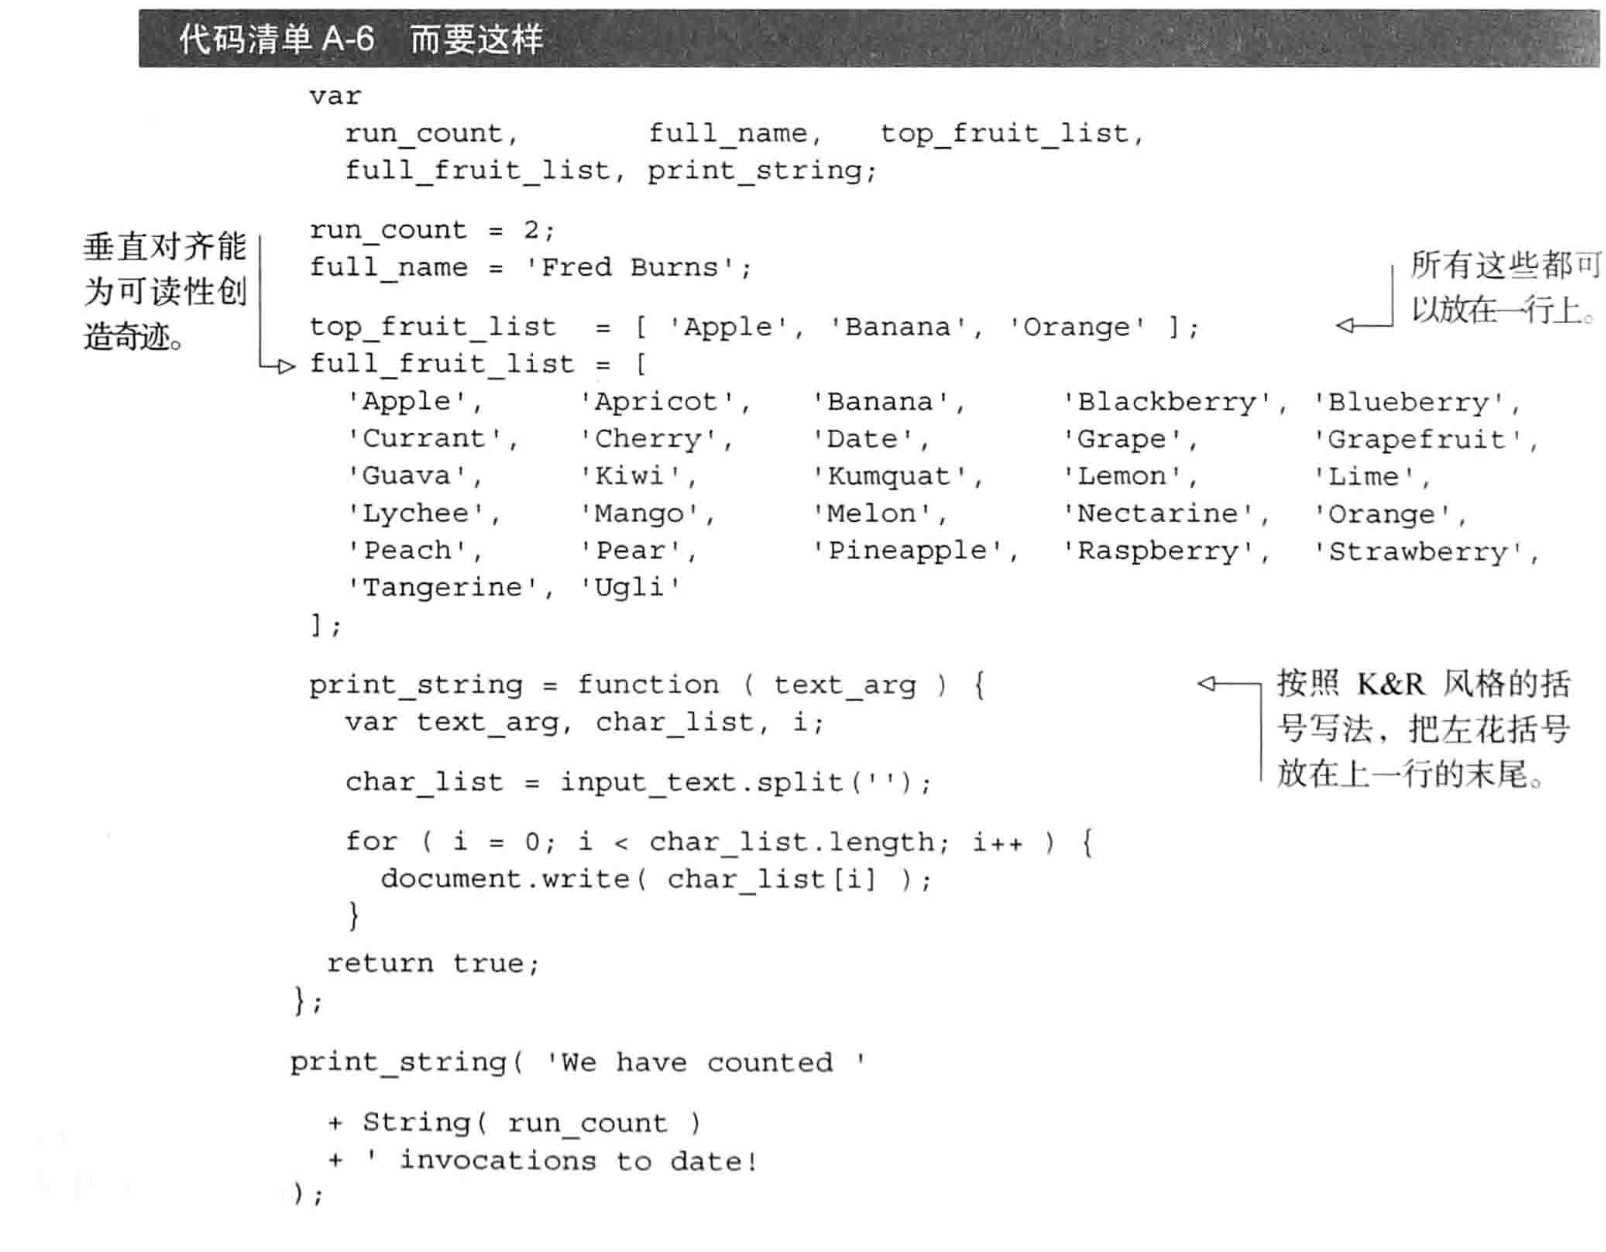 代码清单 A-6 而要这样
var
run_count, full_name, top_fruit_list,
full_fruit_list, print_string;
垂直对齐能
为可读性创
造奇迹。
run_count = 2;
full_name = 'Fred Burns';
所有这些都可
以放在一行上。
top_fruit_list = [ 'Apple', 'Banana', 'Orange' ];
full_fruit_list = [
'Apple', 'Apricot', 'Banana', 'Blackberry', 'Blueberry',
'Currant', 'Cherry', 'Date', 'Grape', 'Grapefruit',
'Guava', 'Kiwi', 'Kumquat', 'Lemon', 'Lime',
'Lychee', 'Mango', 'Melon', 'Nectarine', 'Orange',
'Peach', 'Pear', 'Pineapple', 'Raspberry', 'Strawberry',
'Tangerine', 'Ugli'
];
print_string = function ( text_arg ) {
var text_arg, char_list, i;
按照 K&R 风格的括
号写法，把左花括号
放在上一行的末尾。
char_list = input_text.split('');
for ( i = 0; i < char_list.length; i++ ) {
document.write( char_list[i] );
}
return true;
};
print_string( 'We have counted '
+ String( run_count )
+ ' invocations to date!
);